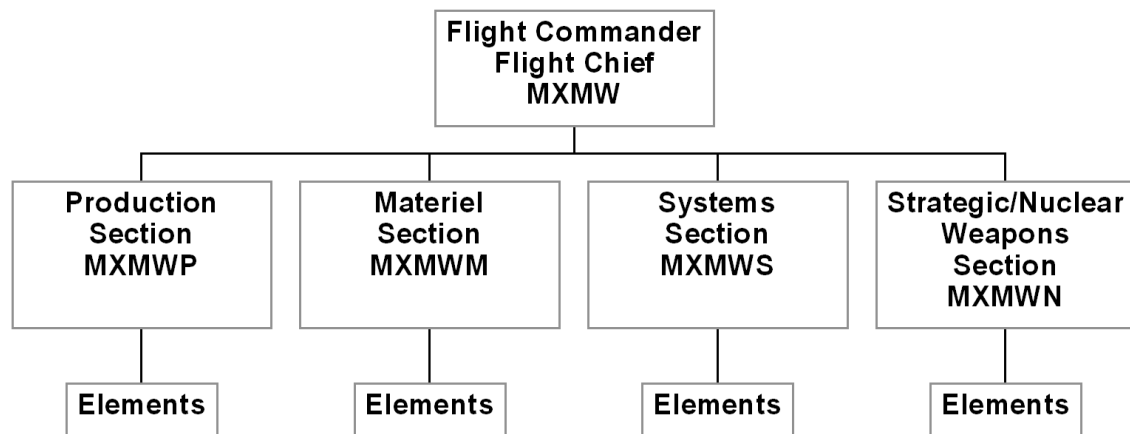 Flight Commander
Flight Chief
MXMW
Production
Section
MXMWP
Materiel
Section
MXMWM
Systems
Section
MXMWS
Strategic/Nuclear
Weapons
Section
MXMWN
Elements
Elements
Elements
Elements